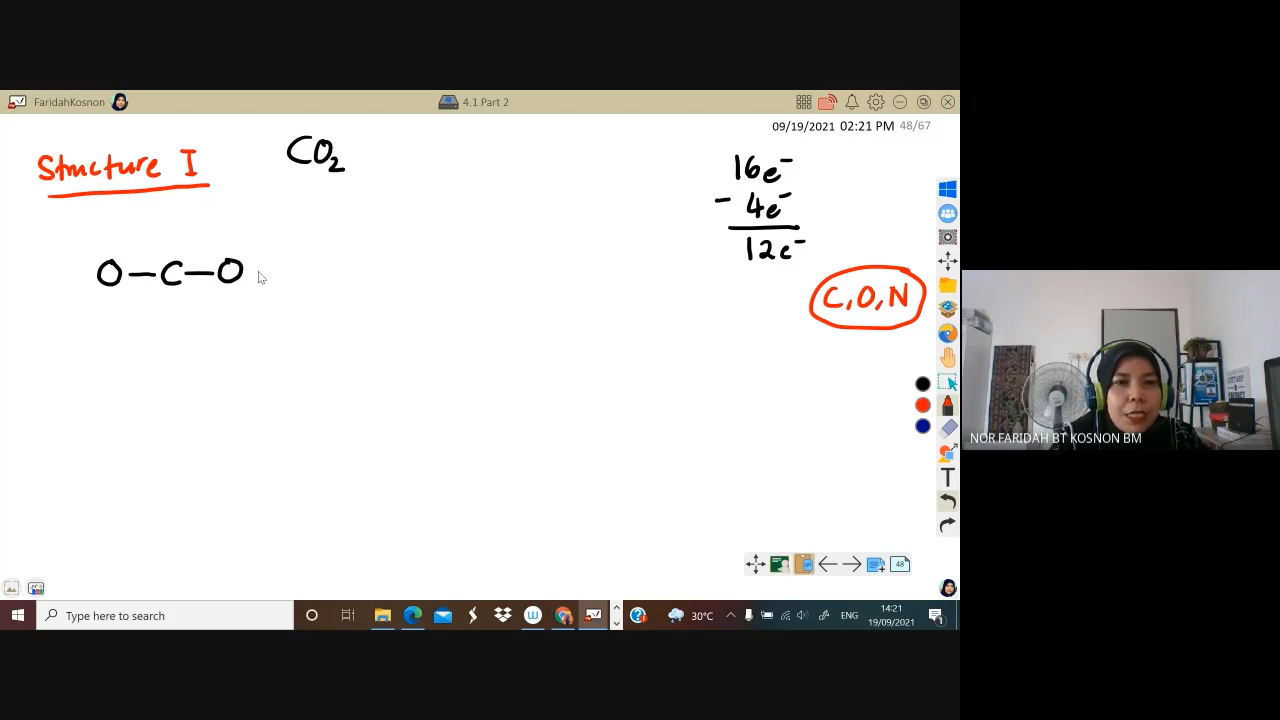 FaridahKosnon
4.1 Part 2
09/19/2021 02:21 PM 48/67
Structure I
CO₂
16e⁻
- 4e⁻
12e⁻
O-C-O
C, O, N
NOR FARIDAH BT KOSNON BM
T
48
Type here to search
30°C
ENG
14:21
19/09/2021